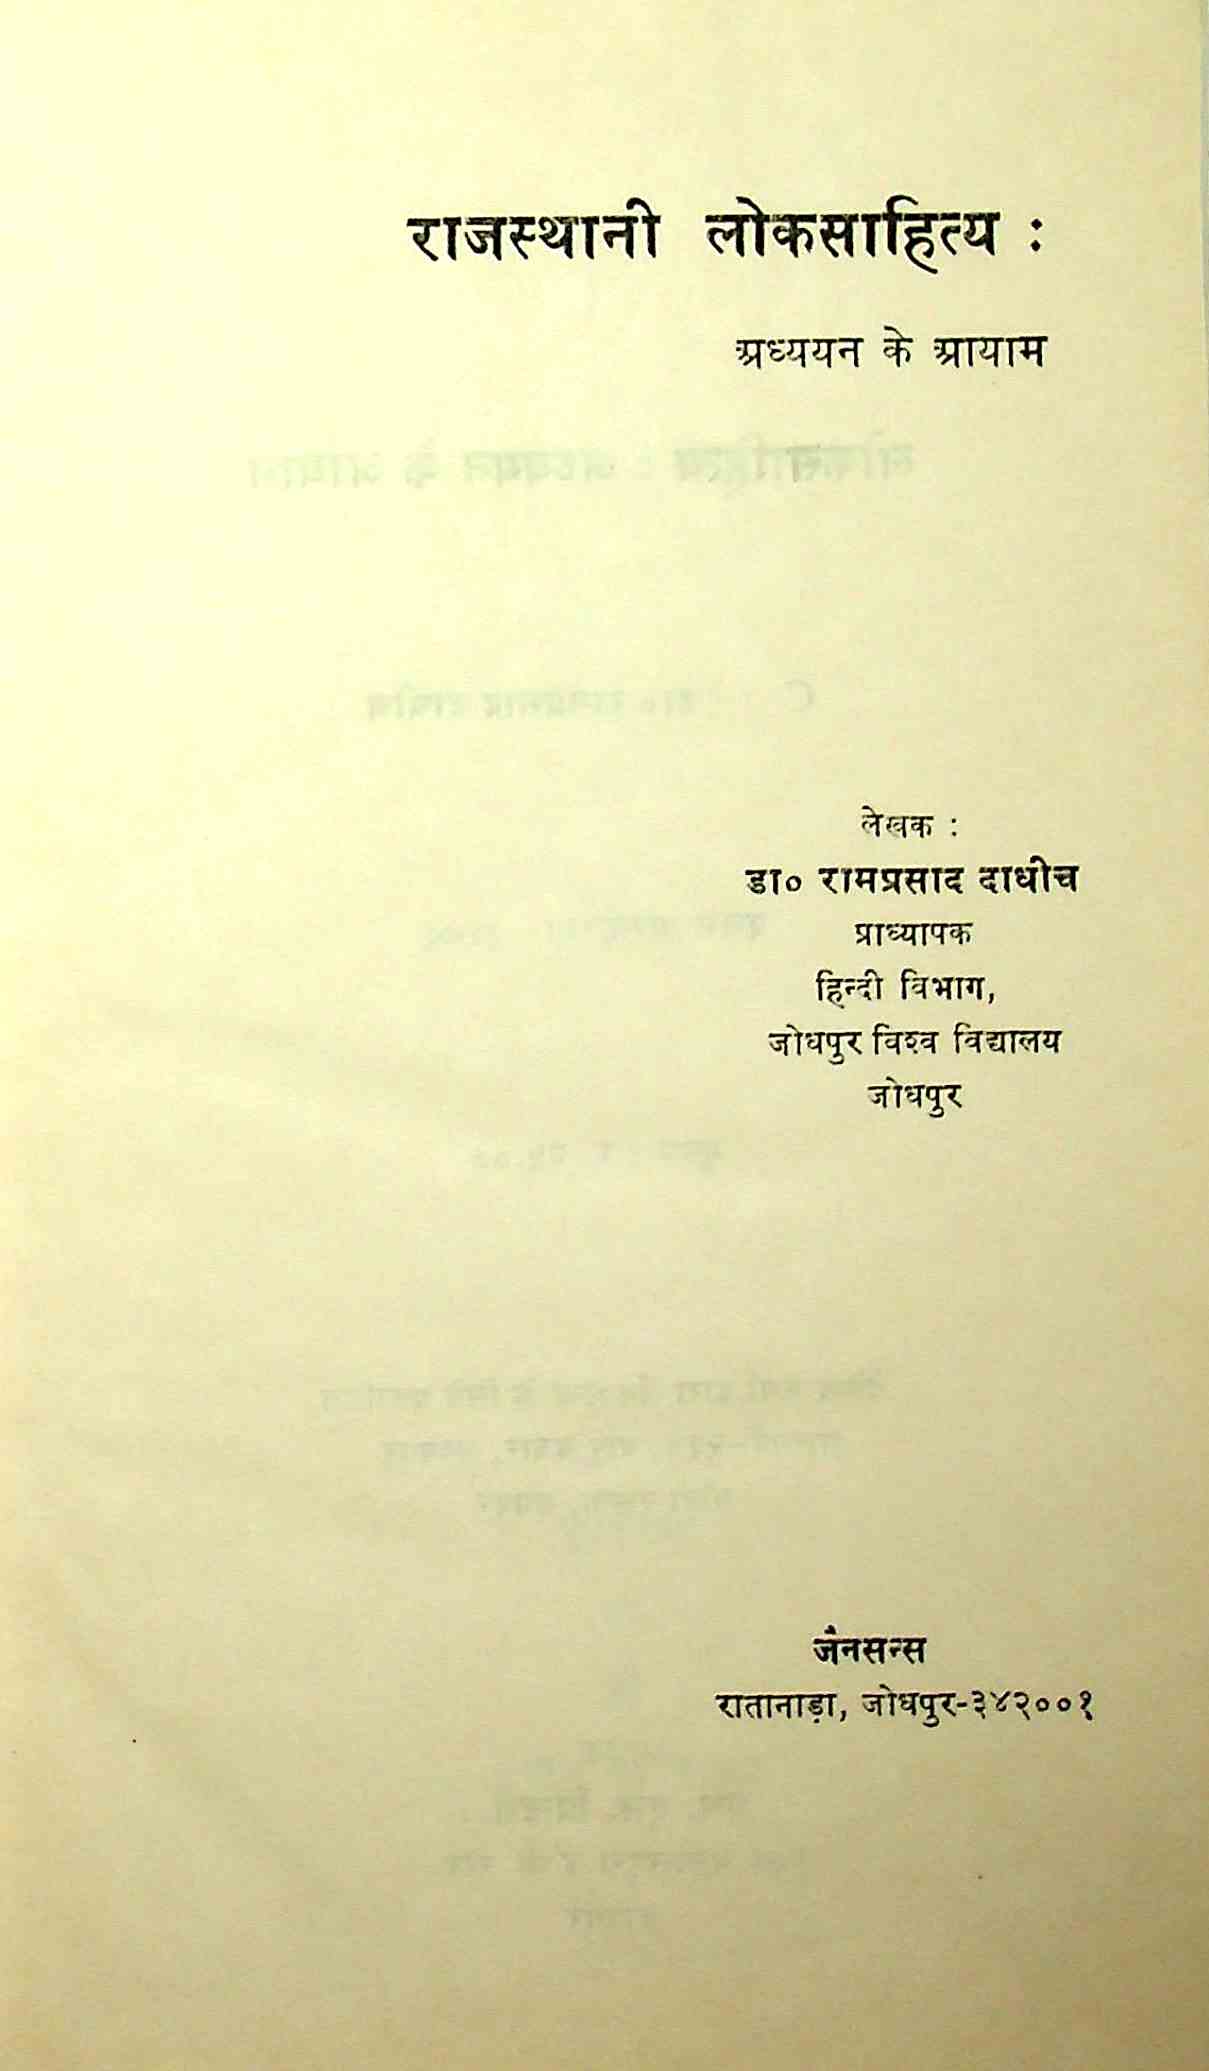 राजस्थानी लोकसाहित्य :
अध्ययन के आयाम
लेखक :
डा० रामप्रसाद दाधीच
प्राध्यापक
हिन्दी विभाग,
जोधपुर विश्व विद्यालय
जोधपुर
जैनसन्स
रातानाड़ा, जोधपुर-३४२००१